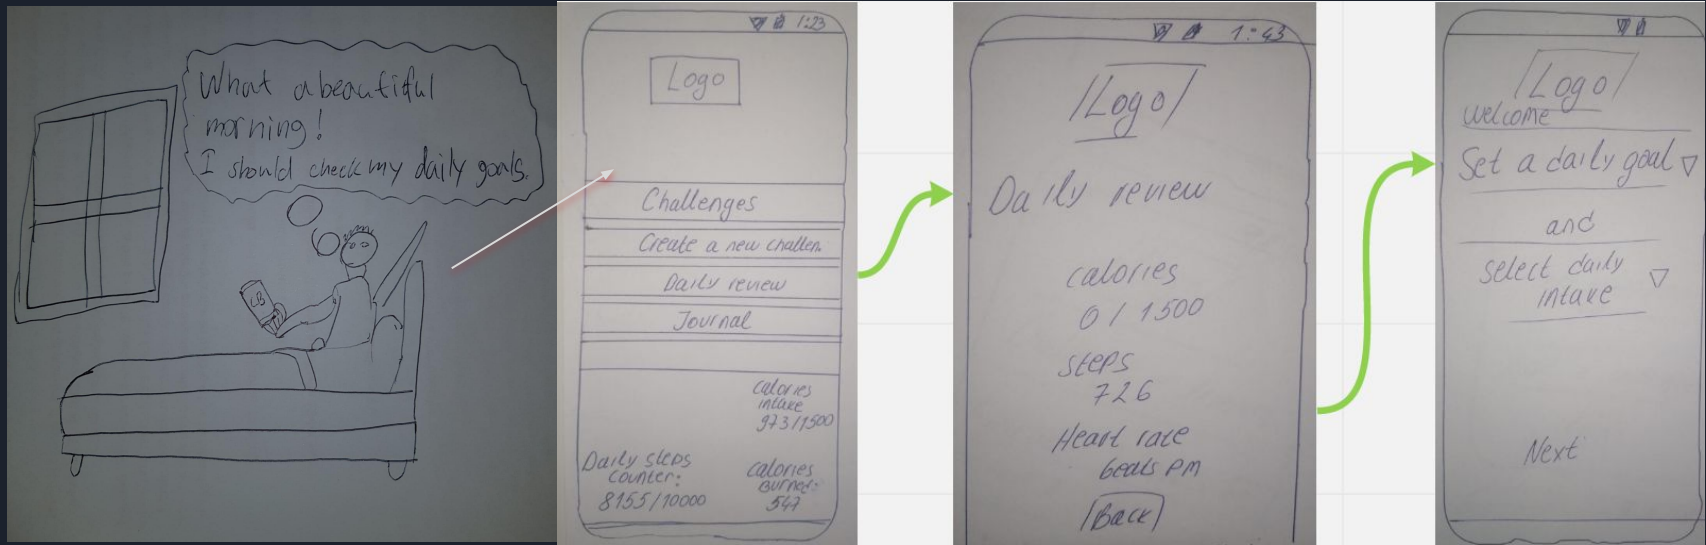 What a beautiful
morning!
I should check my daily goals.
LB
1:23
Logo
Challenges
Create a new challen.
Daily review
Journal
calories
intake
973/1500
Daily steps
counter:
8155/10000
calories
burned:
547
1:43
Logo
Daily review
calories
0 / 1500
steps
726
Heart rate
beats PM
Back
Logo
welcome
Set a daily goal
and
select daily
intake
Next